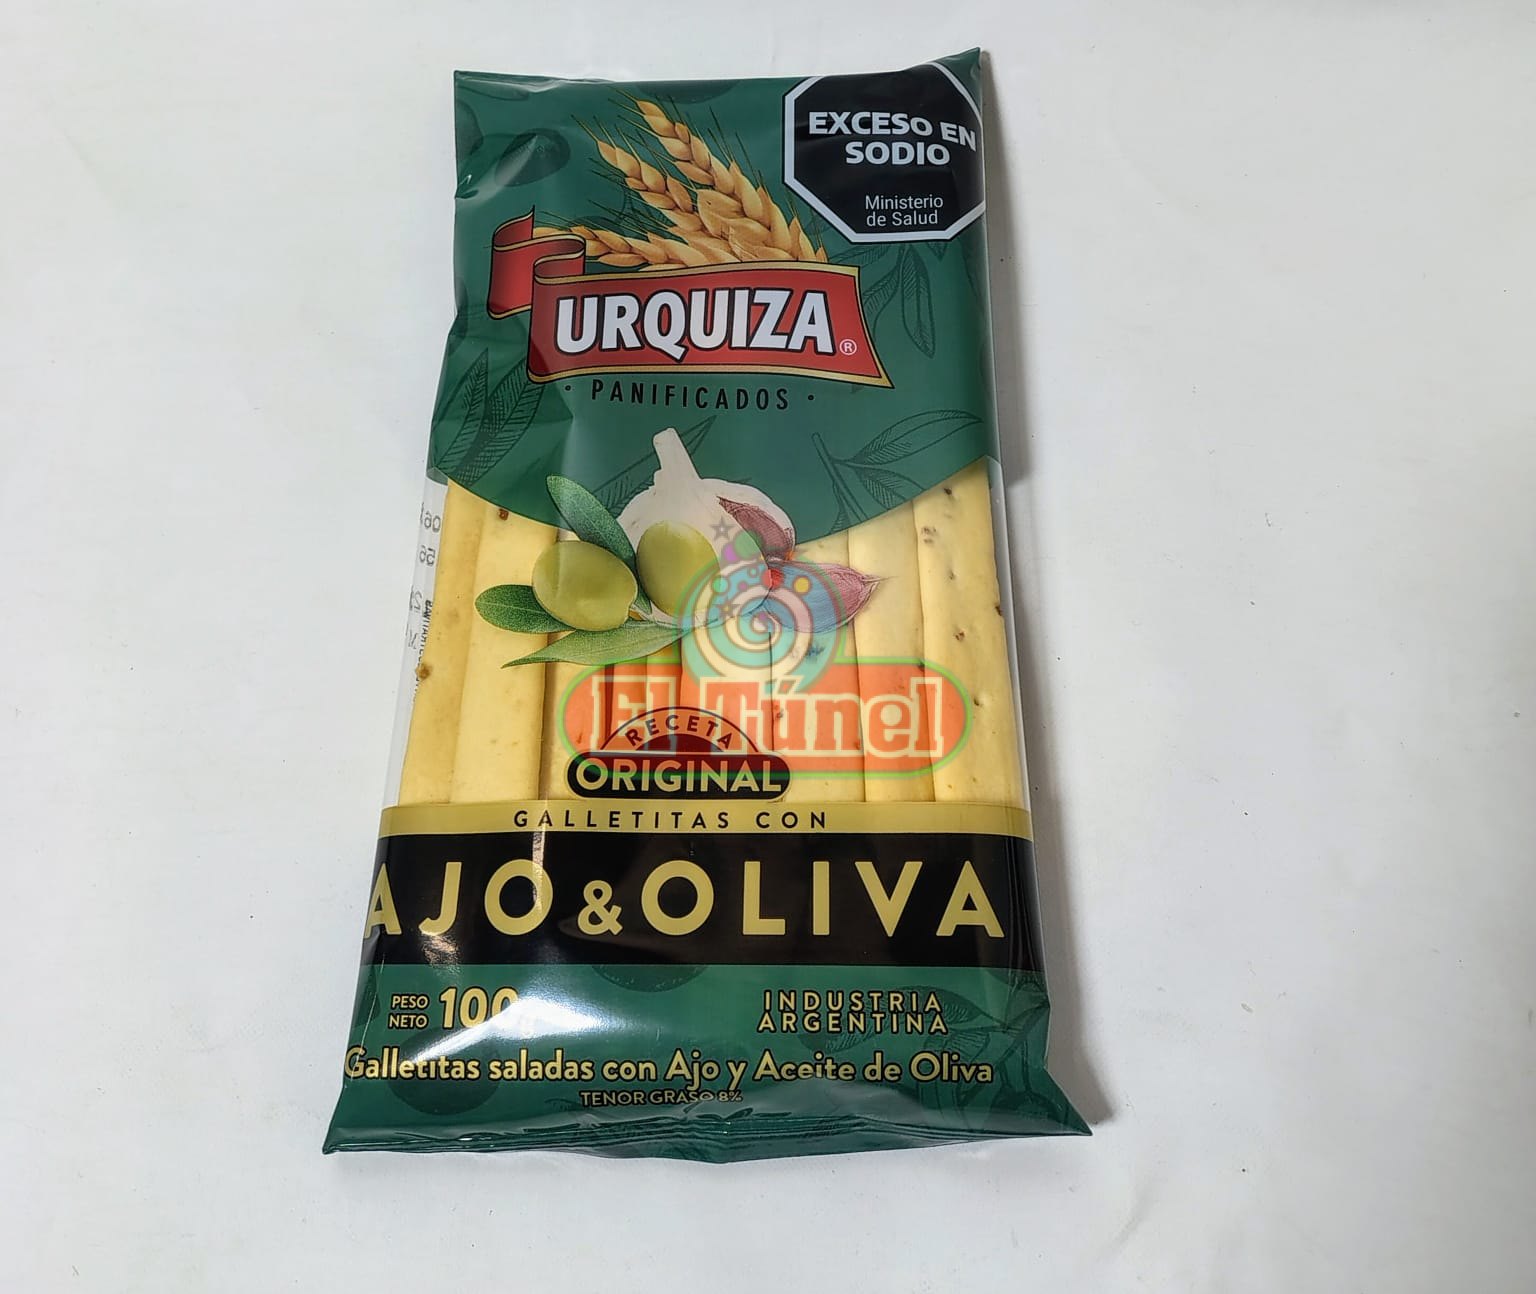 EXCESO EN
SODIO
Ministerio
de Salud
URQUIZA®
· PANIFICADOS ·
El Túnel
RECETA
ORIGINAL
GALLETITAS CON
AJO & OLIVA
PESO
NETO
100g
INDUSTRIA
ARGENTINA
Galletitas saladas con Ajo y Aceite de Oliva
TENOR GRASO 8%